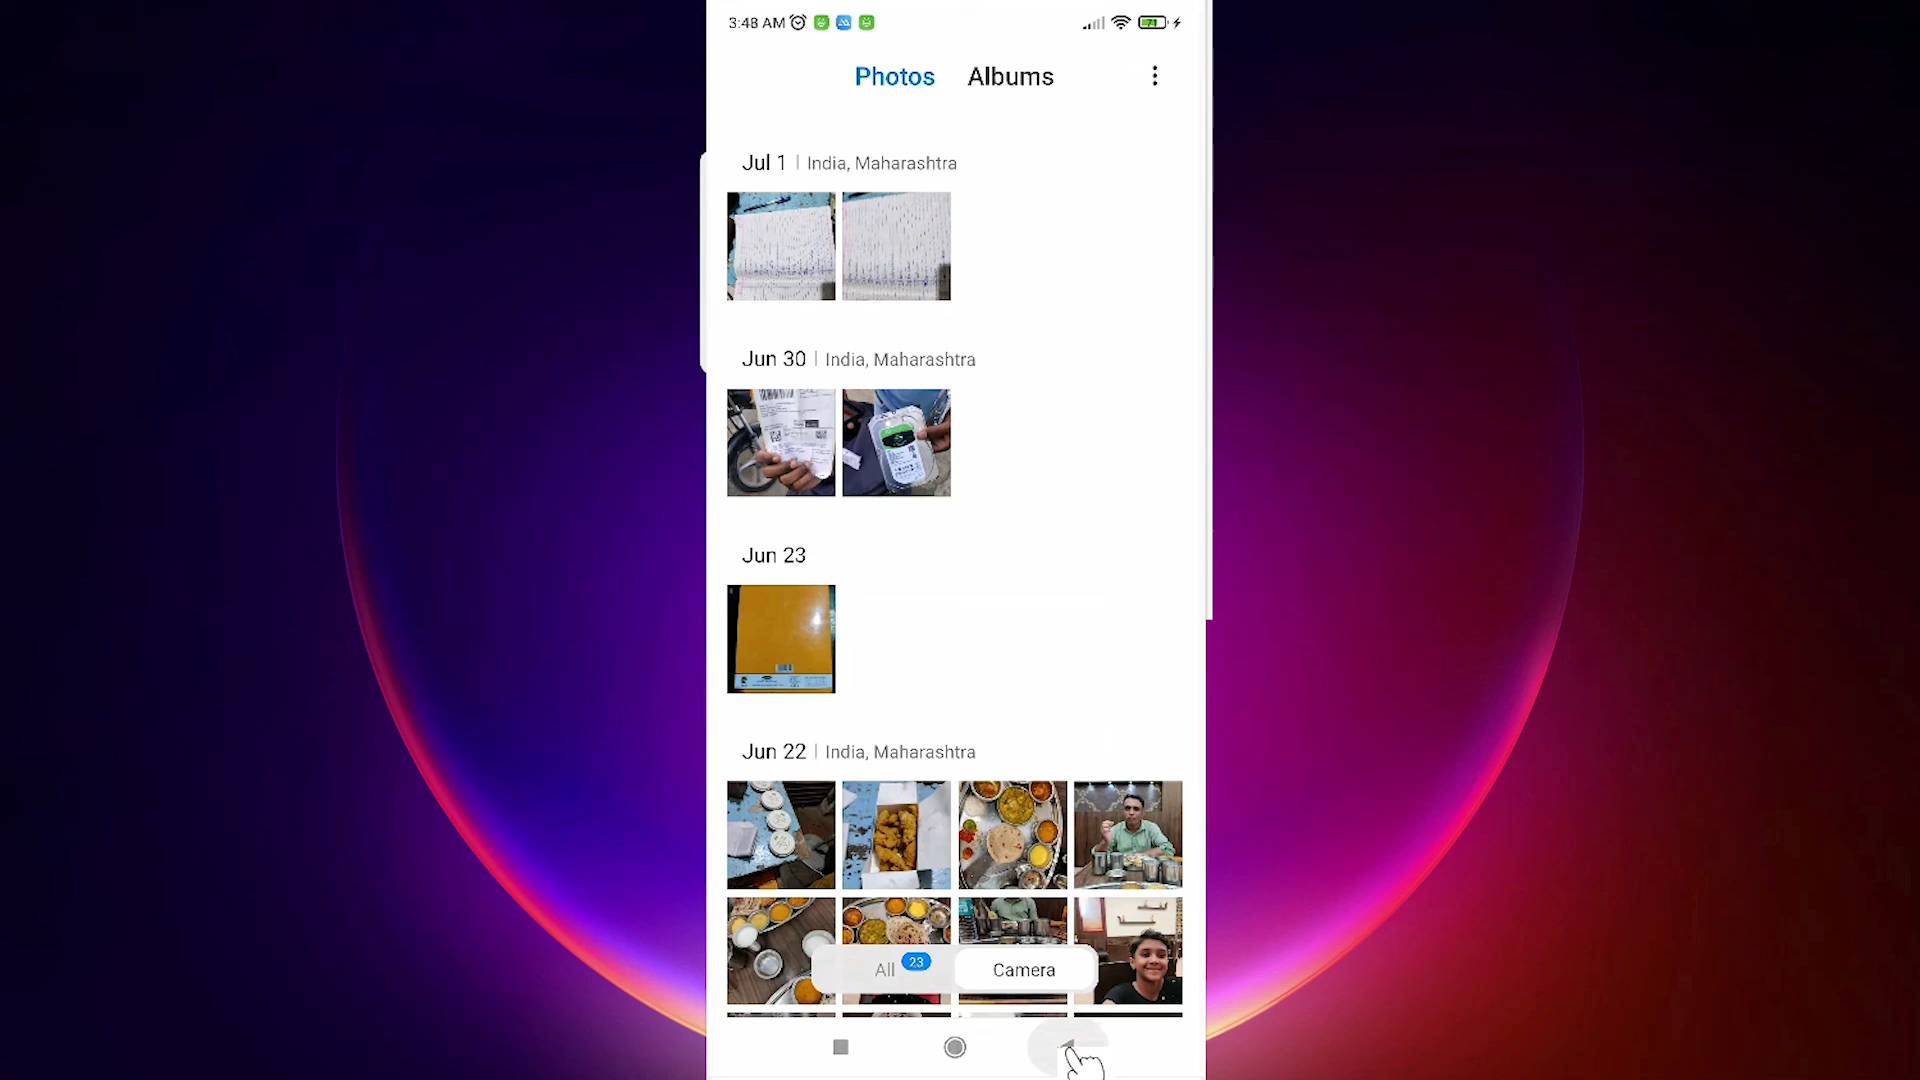 3:48 AM
71
Photos Albums
Jul 1 | India, Maharashtra
Jun 30 | India, Maharashtra
Jun 23
Jun 22 | India, Maharashtra
All 23 Camera